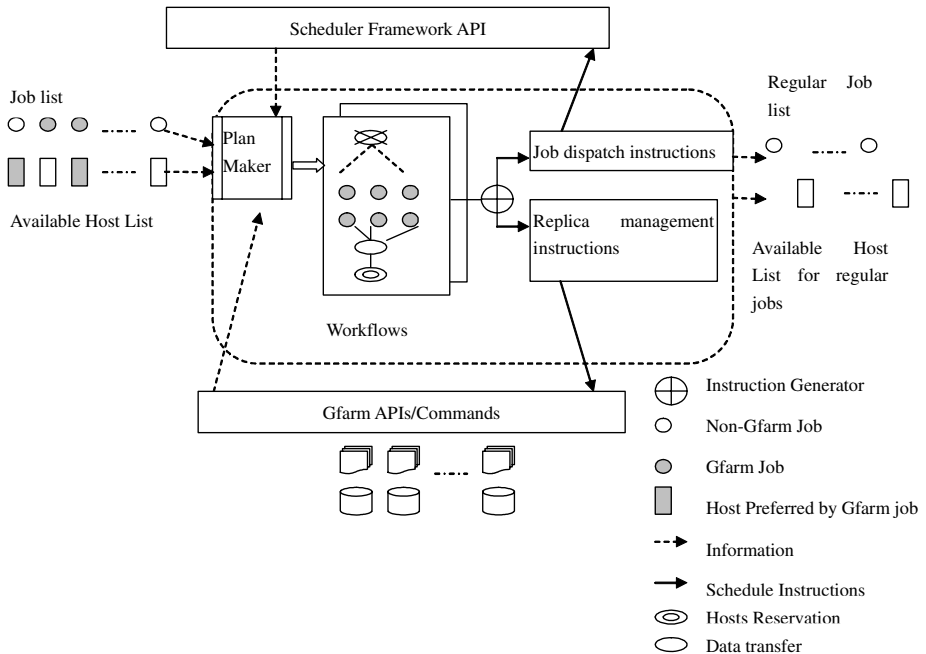 Scheduler Framework API
Job list
Plan
Maker
Available Host List
Workflows
Job dispatch instructions
Replica management
instructions
Regular Job
list
Available Host
List for regular
jobs
Gfarm APIs/Commands
Instruction Generator
Non-Gfarm Job
Gfarm Job
Host Preferred by Gfarm job
Information
Schedule Instructions
Hosts Reservation
Data transfer